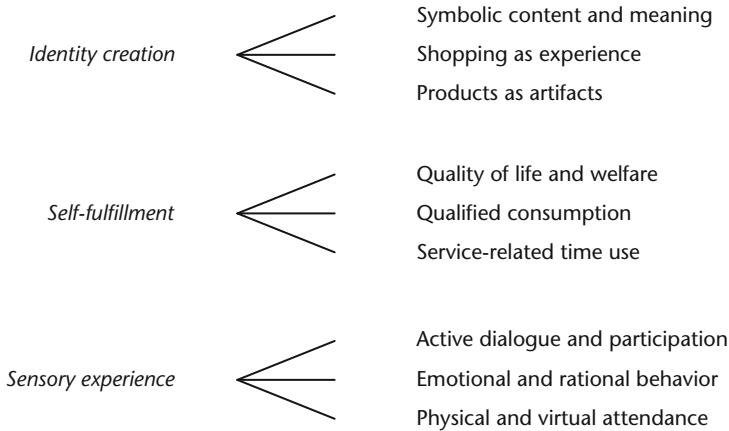 Symbolic content and meaning
Identity creation
Shopping as experience
Products as artifacts
Quality of life and welfare
Self-fulfillment
Qualified consumption
Service-related time use
Active dialogue and participation
Sensory experience
Emotional and rational behavior
Physical and virtual attendance